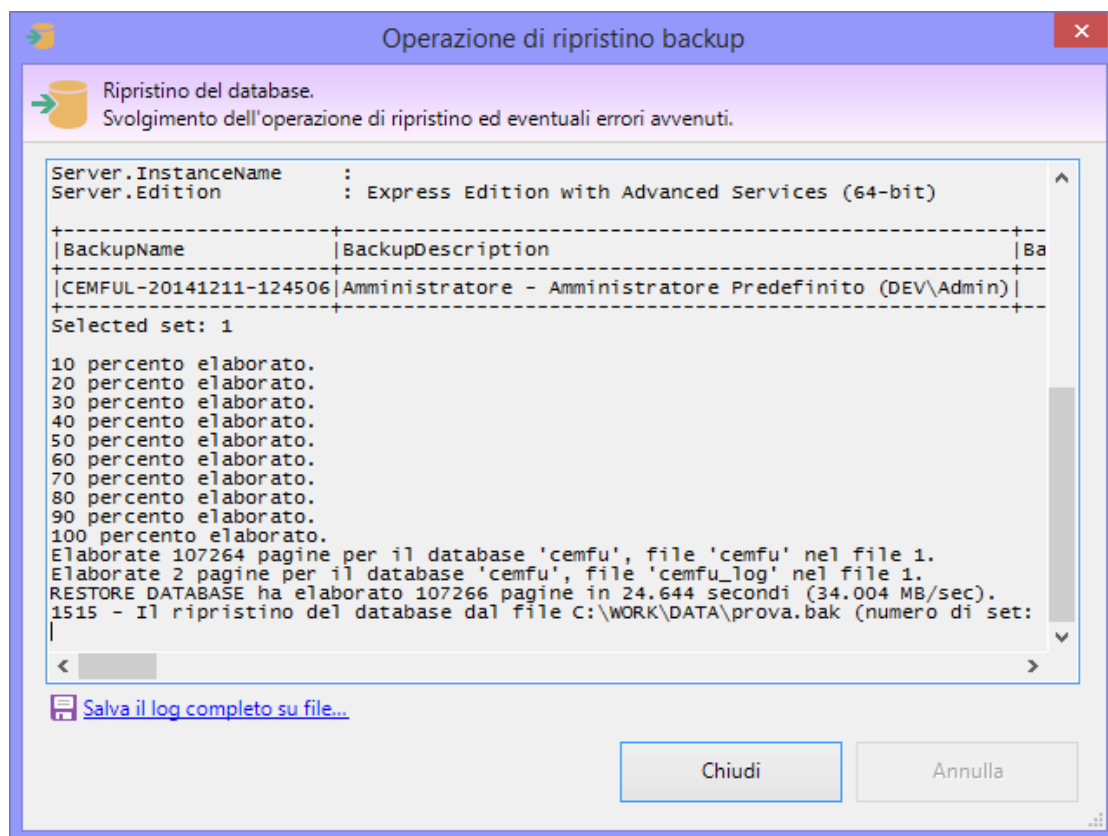 Operazione di ripristino backup
Ripristino del database.
Svolgimento dell'operazione di ripristino ed eventuali errori avvenuti.
Server.InstanceName      :
Server.Edition           : Express Edition with Advanced Services (64-bit)
+---------------------+---------------------------------------------------+--
|BackupName           |BackupDescription                                  |Ba
+---------------------+---------------------------------------------------+--
|CEMFUL-20141211-124506|Amministratore - Amministratore Predefinito (DEV\Admin)|
+---------------------+---------------------------------------------------+--
Selected set: 1
10 percento elaborato.
20 percento elaborato.
30 percento elaborato.
40 percento elaborato.
50 percento elaborato.
60 percento elaborato.
70 percento elaborato.
80 percento elaborato.
90 percento elaborato.
100 percento elaborato.
Elaborate 107264 pagine per il database 'cemfu', file 'cemfu' nel file 1.
Elaborate 2 pagine per il database 'cemfu', file 'cemfu_log' nel file 1.
RESTORE DATABASE ha elaborato 107266 pagine in 24.644 secondi (34.004 MB/sec).
1515 - Il ripristino del database dal file C:\WORK\DATA\prova.bak (numero di set:
Salva il log completo su file...
Chiudi
Annulla